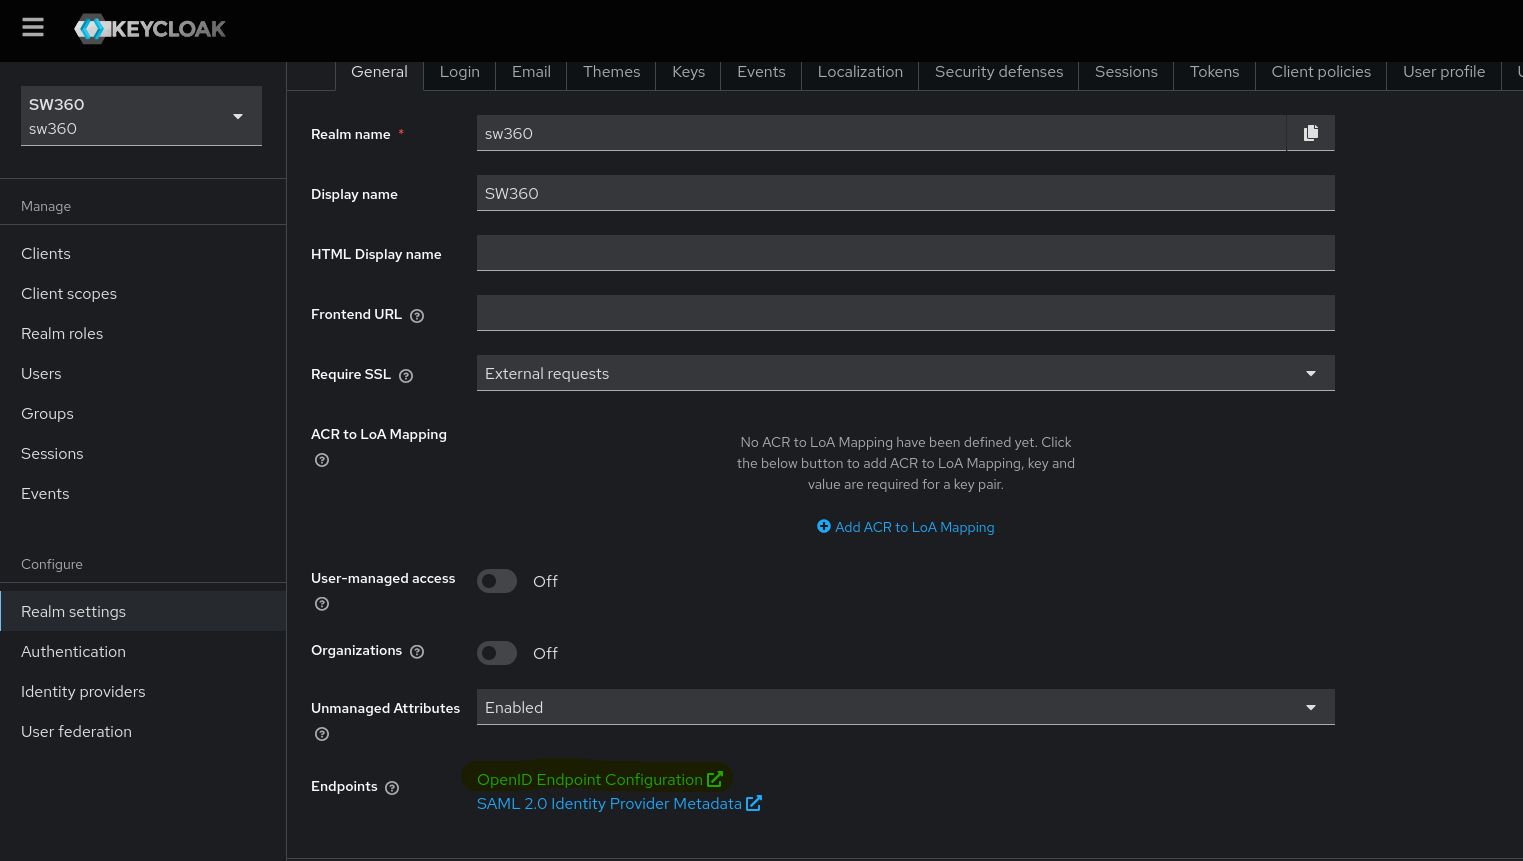 KEYCLOAK
General Login Email Themes Keys Events Localization Security defenses Sessions Tokens Client policies User profile
SW360
sw360
Manage
Clients
Client scopes
Realm roles
Users
Groups
Sessions
Events
Configure
Realm settings
Authentication
Identity providers
User federation
Realm name * sw360
Display name SW360
HTML Display name
Frontend URL
Require SSL External requests
ACR to LoA Mapping
No ACR to LoA Mapping have been defined yet. Click
the below button to add ACR to LoA Mapping, key and
value are required for a key pair.
Add ACR to LoA Mapping
User-managed access Off
Organizations Off
Unmanaged Attributes Enabled
Endpoints OpenID Endpoint Configuration
SAML 2.0 Identity Provider Metadata